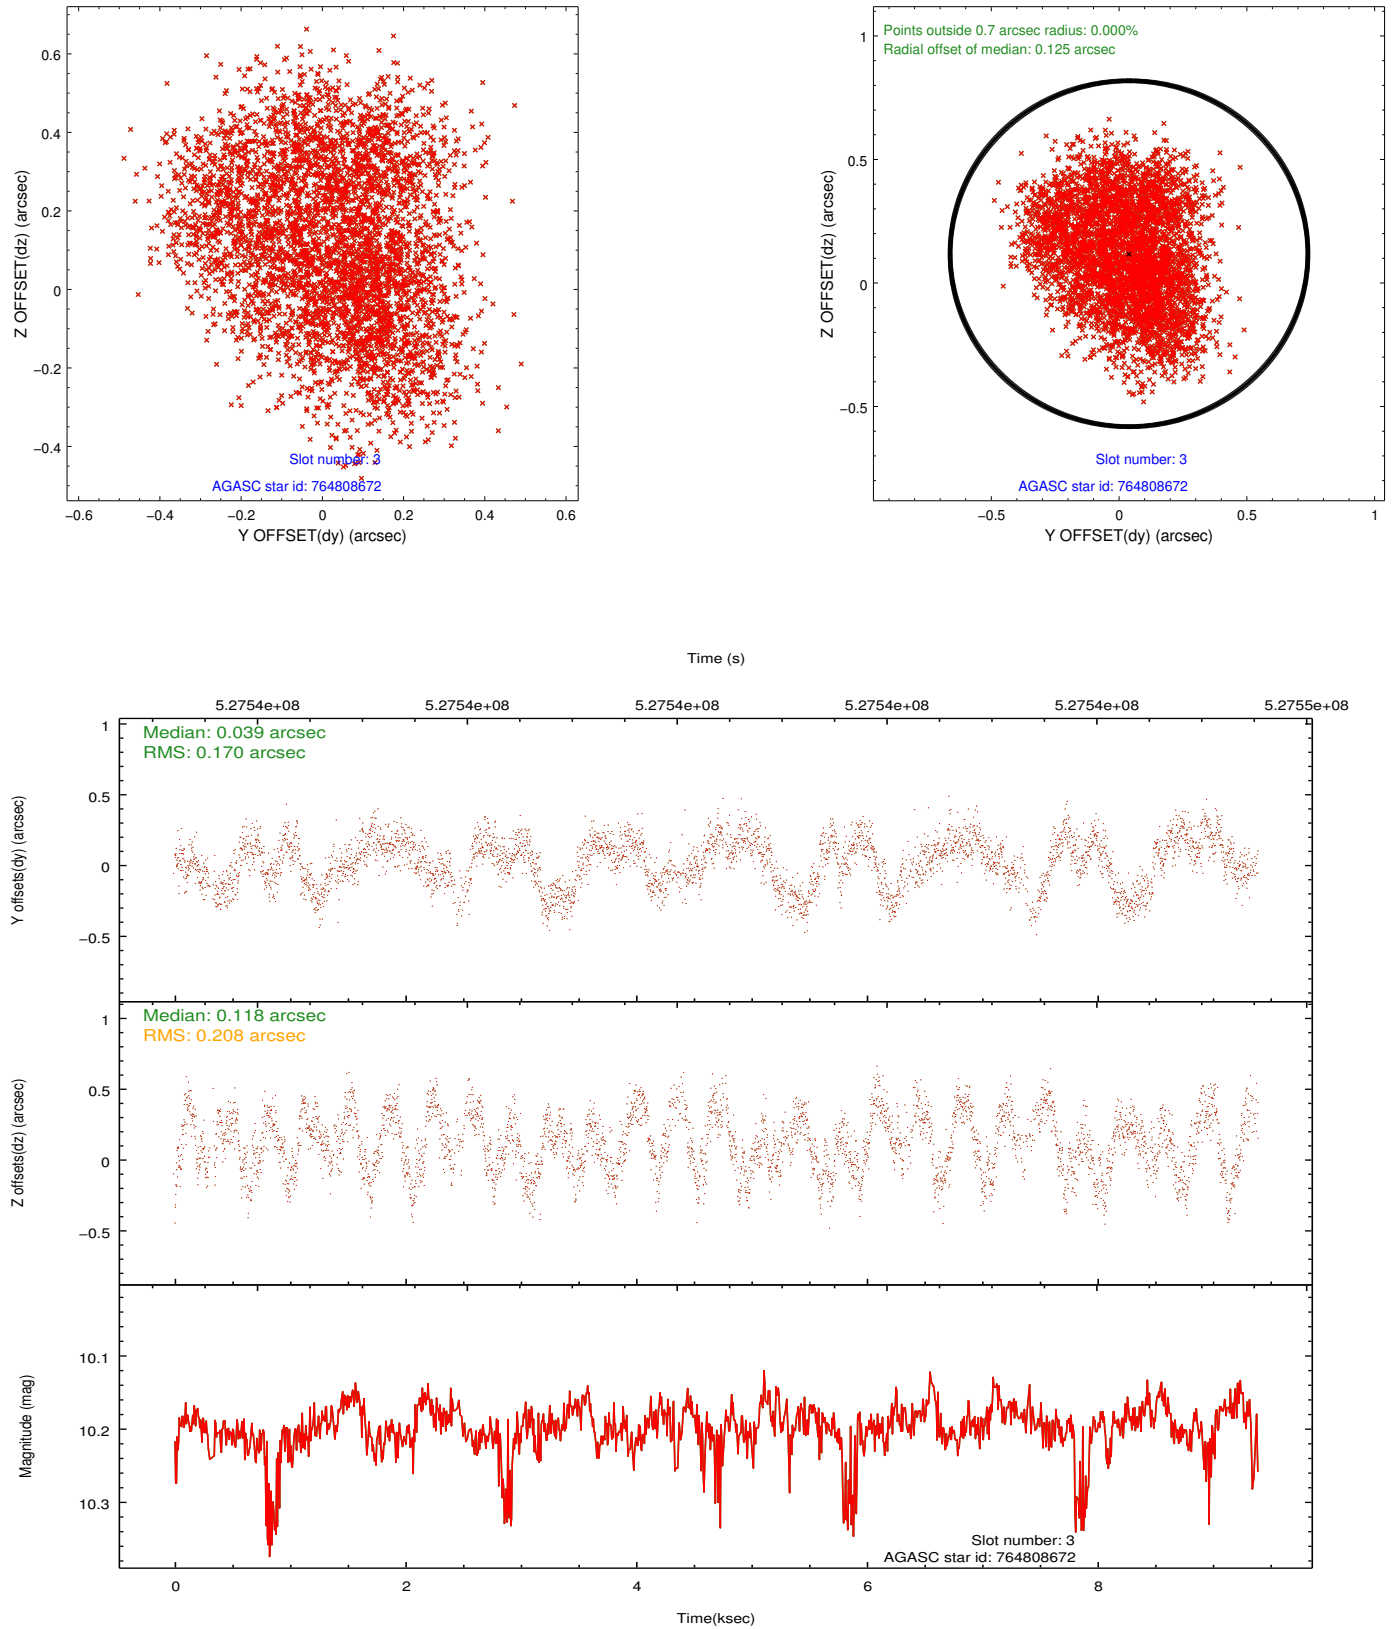 0.6
0.4
0.2
0
−0.2
−0.4
Z OFFSET(dz) (arcsec)
Slot number: 3
AGASC star id: 764808672
−0.6 −0.4 −0.2 0 0.2 0.4 0.6
Y OFFSET(dy) (arcsec)
Points outside 0.7 arcsec radius: 0.000%
Radial offset of median: 0.125 arcsec
1
0.5
0
−0.5
Z OFFSET(dz) (arcsec)
Slot number: 3
AGASC star id: 764808672
−0.5 0 0.5 1
Y OFFSET(dy) (arcsec)
Time (s)
5.2754e+08 5.2754e+08 5.2754e+08 5.2754e+08 5.2754e+08 5.2755e+08
Median: 0.039 arcsec
RMS: 0.170 arcsec
1
0.5
0
−0.5
Y offsets(dy) (arcsec)
Median: 0.118 arcsec
RMS: 0.208 arcsec
1
0.5
0
−0.5
Z offsets(dz) (arcsec)
10.1
10.2
10.3
Magnitude (mag)
Slot number: 3
AGASC star id: 764808672
0 2 4 6 8
Time(ksec)